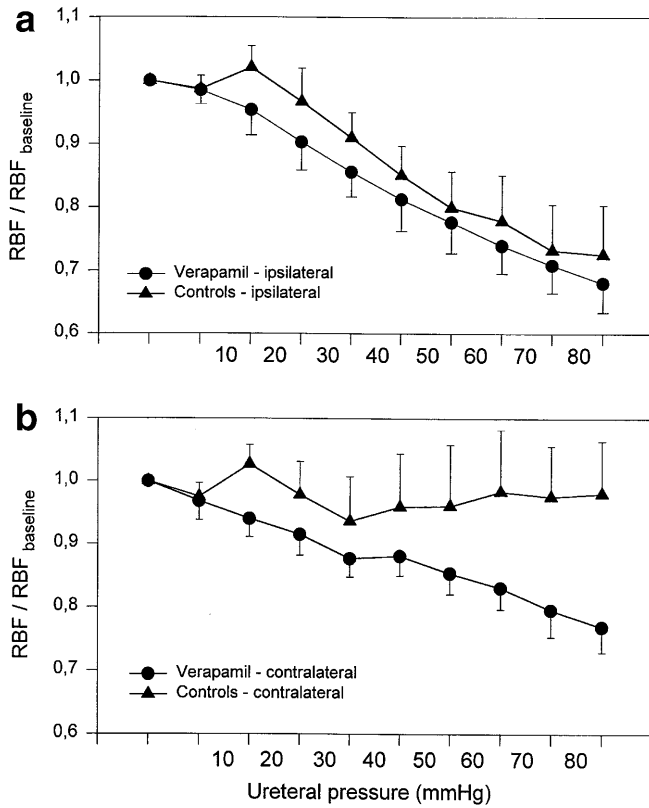 a
1,1
1,0
0,9
0,8
0,7
0,6
RBF / RBF baseline
Verapamil - ipsilateral
Controls - ipsilateral
10 20 30 40 50 60 70 80
b
1,1
1,0
0,9
0,8
0,7
0,6
RBF / RBF baseline
Verapamil - contralateral
Controls - contralateral
10 20 30 40 50 60 70 80
Ureteral pressure (mmHg)